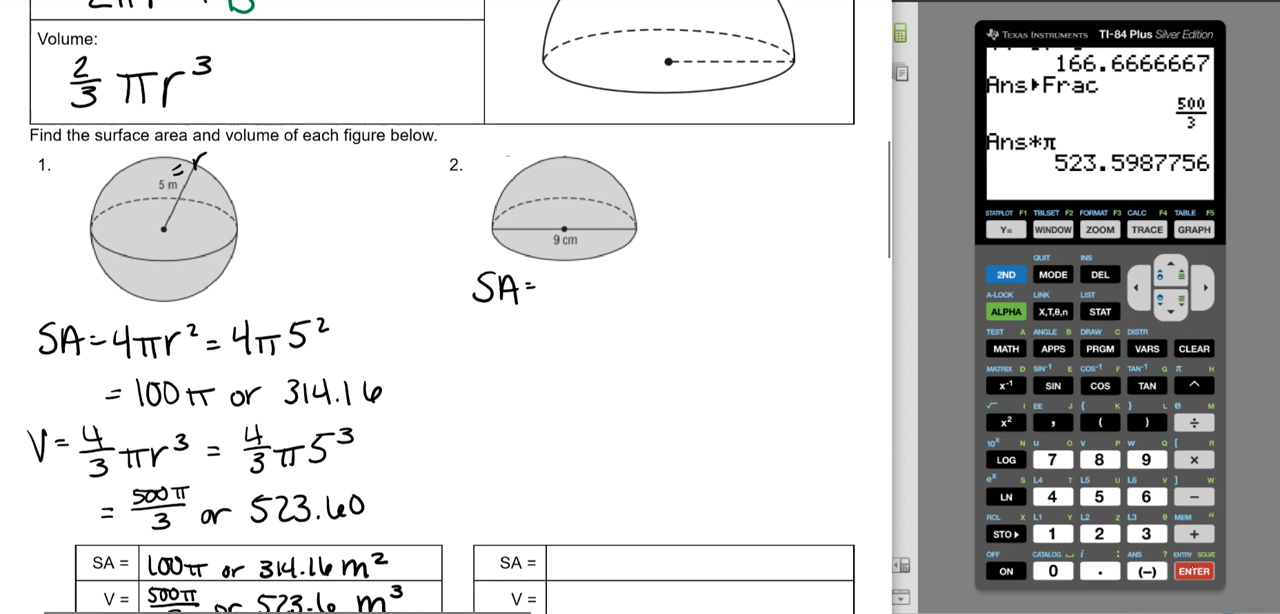 Volume:
2/3 πr³
Find the surface area and volume of each figure below.
1.
= r
5 m
2.
9 cm
SA =
SA = 4πr² = 4π5²
= 100π or 314.16
V = 4/3 πr³ = 4/3 π5³
= 500π/3 or 523.60
SA = 100π or 314.16 m²
V = 500π/3 or 523.6 m³
SA =
V =
TEXAS INSTRUMENTS TI-84 Plus Silver Edition
166.6666667
Ans▸Frac
500/3
Ans*π
523.5987756
STATPLOT F1 TBLSET F2 FORMAT F3 CALC F4 TABLE F5
Y= WINDOW ZOOM TRACE GRAPH
QUIT INS
2ND MODE DEL
A-LOCK LINK LIST
ALPHA X,T,θ,n STAT
TEST A ANGLE B DRAW C DISTR
MATH APPS PRGM VARS CLEAR
MATRIX D SIN⁻¹ E COS⁻¹ F TAN⁻¹ G π H
x⁻¹ SIN COS TAN ^
√ I EE J { K } L e M
x² , ( ) ÷
10ˣ N u O v P w Q [ R
LOG 7 8 9 ×
eˣ S L4 T L5 U L6 V ] W
LN 4 5 6 −
RCL X L1 Y L2 Z L3 θ MEM "
STO▸ 1 2 3 +
OFF CATALOG ⎵ i : ANS ? ENTRY SOLVE
ON 0 . (−) ENTER